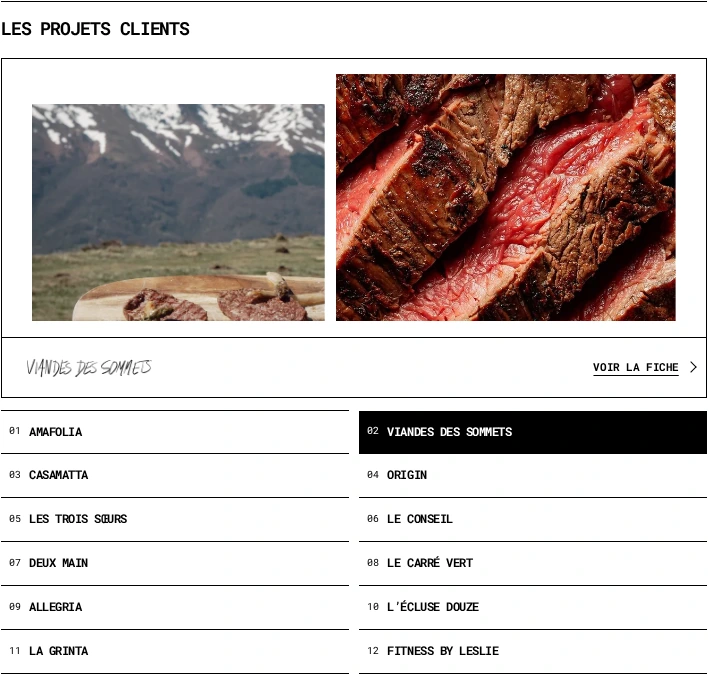 LES PROJETS CLIENTS
VIANDES DES SOMMETS
VOIR LA FICHE
01 AMAFOLIA
02 VIANDES DES SOMMETS
03 CASAMATTA
04 ORIGIN
05 LES TROIS SŒURS
06 LE CONSEIL
07 DEUX MAIN
08 LE CARRÉ VERT
09 ALLEGRIA
10 L'ÉCLUSE DOUZE
11 LA GRINTA
12 FITNESS BY LESLIE